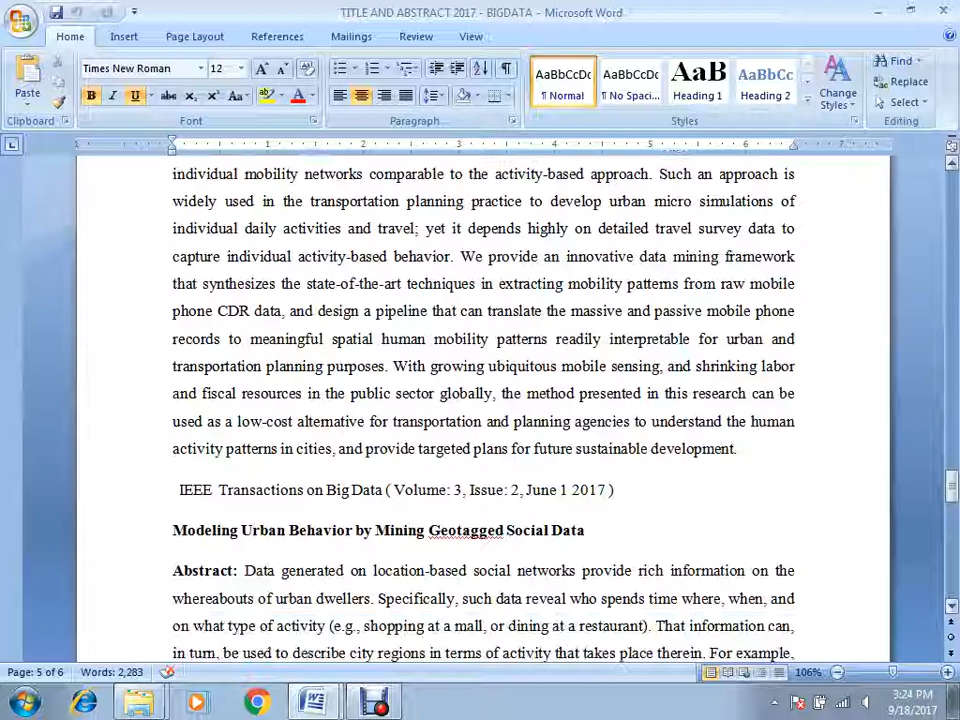 TITLE AND ABSTRACT 2017 - BIGDATA - Microsoft Word
Home Insert Page Layout References Mailings Review View
Times New Roman 12
Paste
B I U abc x₂ x² Aa A
AaBbCcDc AaBbCcDc AaB AaBbCc
¶ Normal ¶ No Spaci... Heading 1 Heading 2
Change Styles
Find
Replace
Select
Clipboard Font Paragraph Styles Editing
1 1 2 3 4 5 6 7
individual mobility networks comparable to the activity-based approach. Such an approach is
widely used in the transportation planning practice to develop urban micro simulations of
individual daily activities and travel; yet it depends highly on detailed travel survey data to
capture individual activity-based behavior. We provide an innovative data mining framework
that synthesizes the state-of-the-art techniques in extracting mobility patterns from raw mobile
phone CDR data, and design a pipeline that can translate the massive and passive mobile phone
records to meaningful spatial human mobility patterns readily interpretable for urban and
transportation planning purposes. With growing ubiquitous mobile sensing, and shrinking labor
and fiscal resources in the public sector globally, the method presented in this research can be
used as a low-cost alternative for transportation and planning agencies to understand the human
activity patterns in cities, and provide targeted plans for future sustainable development.
IEEE Transactions on Big Data ( Volume: 3, Issue: 2, June 1 2017 )
Modeling Urban Behavior by Mining Geotagged Social Data
Abstract: Data generated on location-based social networks provide rich information on the
whereabouts of urban dwellers. Specifically, such data reveal who spends time where, when, and
on what type of activity (e.g., shopping at a mall, or dining at a restaurant). That information can,
in turn, be used to describe city regions in terms of activity that takes place therein. For example,
Page: 5 of 6 Words: 2,283 106%
3:24 PM
9/18/2017